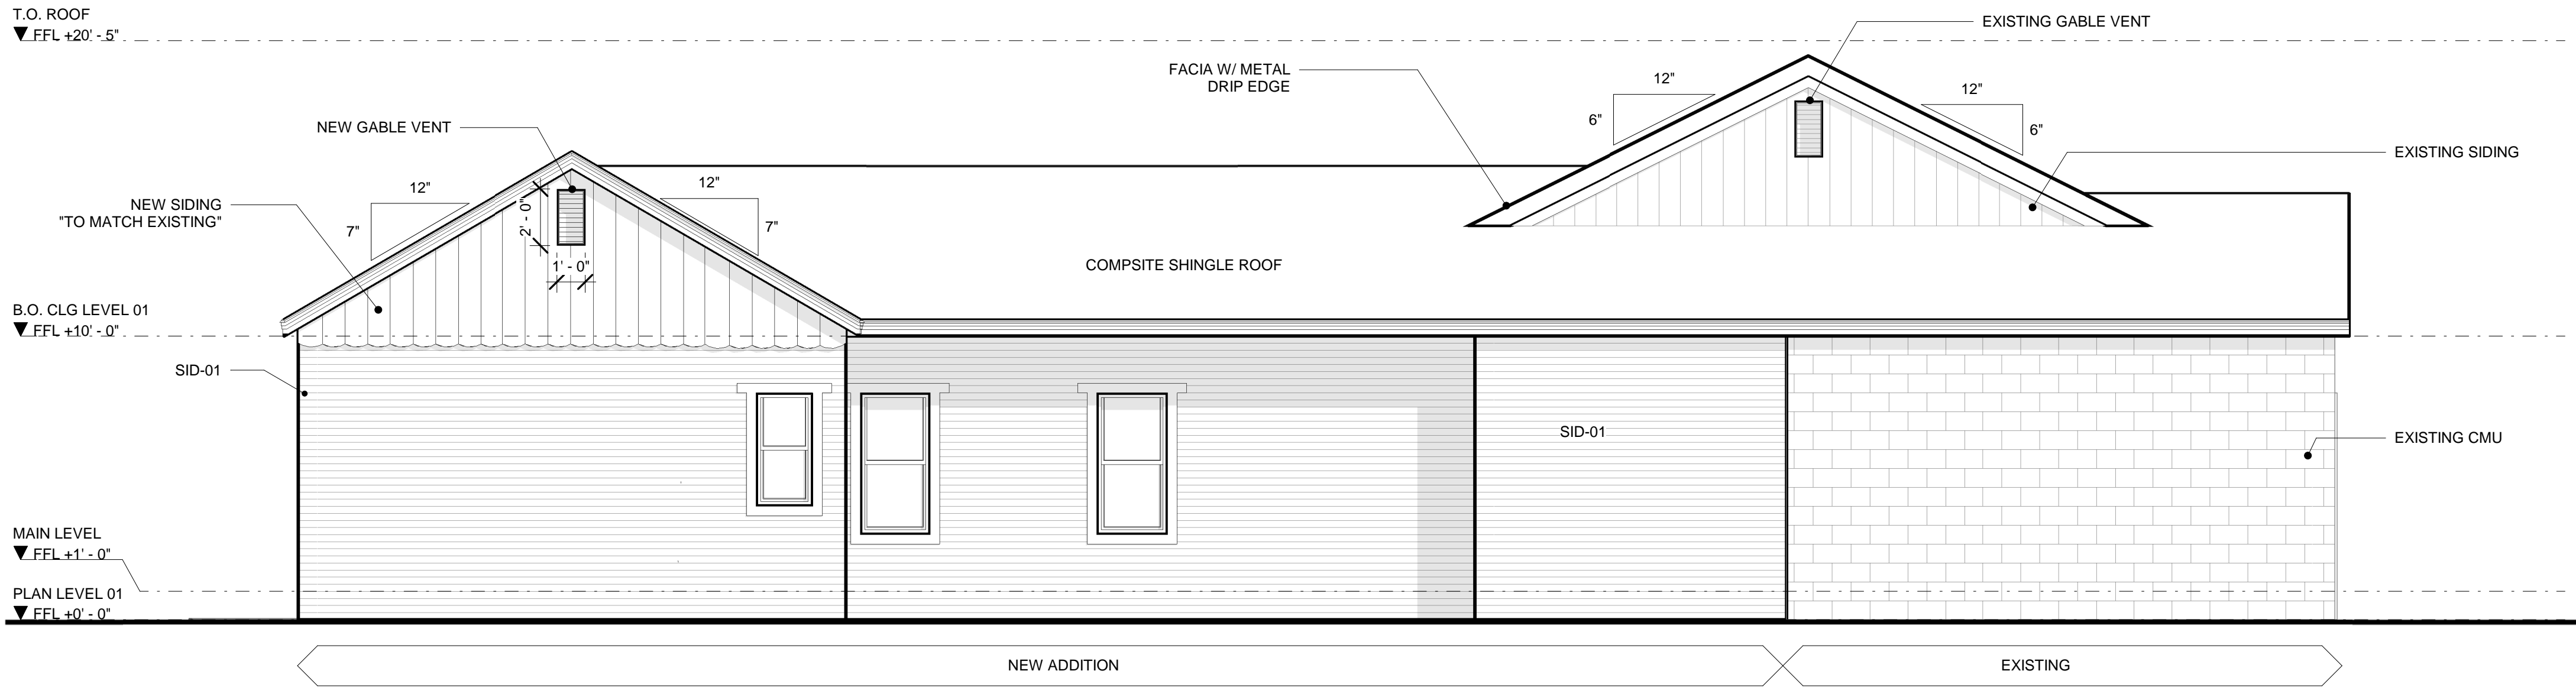 T.O. ROOF
FFL +20' - 5"
EXISTING GABLE VENT
FACIA W/ METAL
DRIP EDGE
12"
6"
12"
6"
NEW GABLE VENT
EXISTING SIDING
12"
7"
12"
7"
NEW SIDING
"TO MATCH EXISTING"
2' - 0"
1' - 0"
COMPSITE SHINGLE ROOF
B.O. CLG LEVEL 01
FFL +10' - 0"
SID-01
SID-01
EXISTING CMU
MAIN LEVEL
FFL +1' - 0"
PLAN LEVEL 01
FFL +0' - 0"
NEW ADDITION
EXISTING